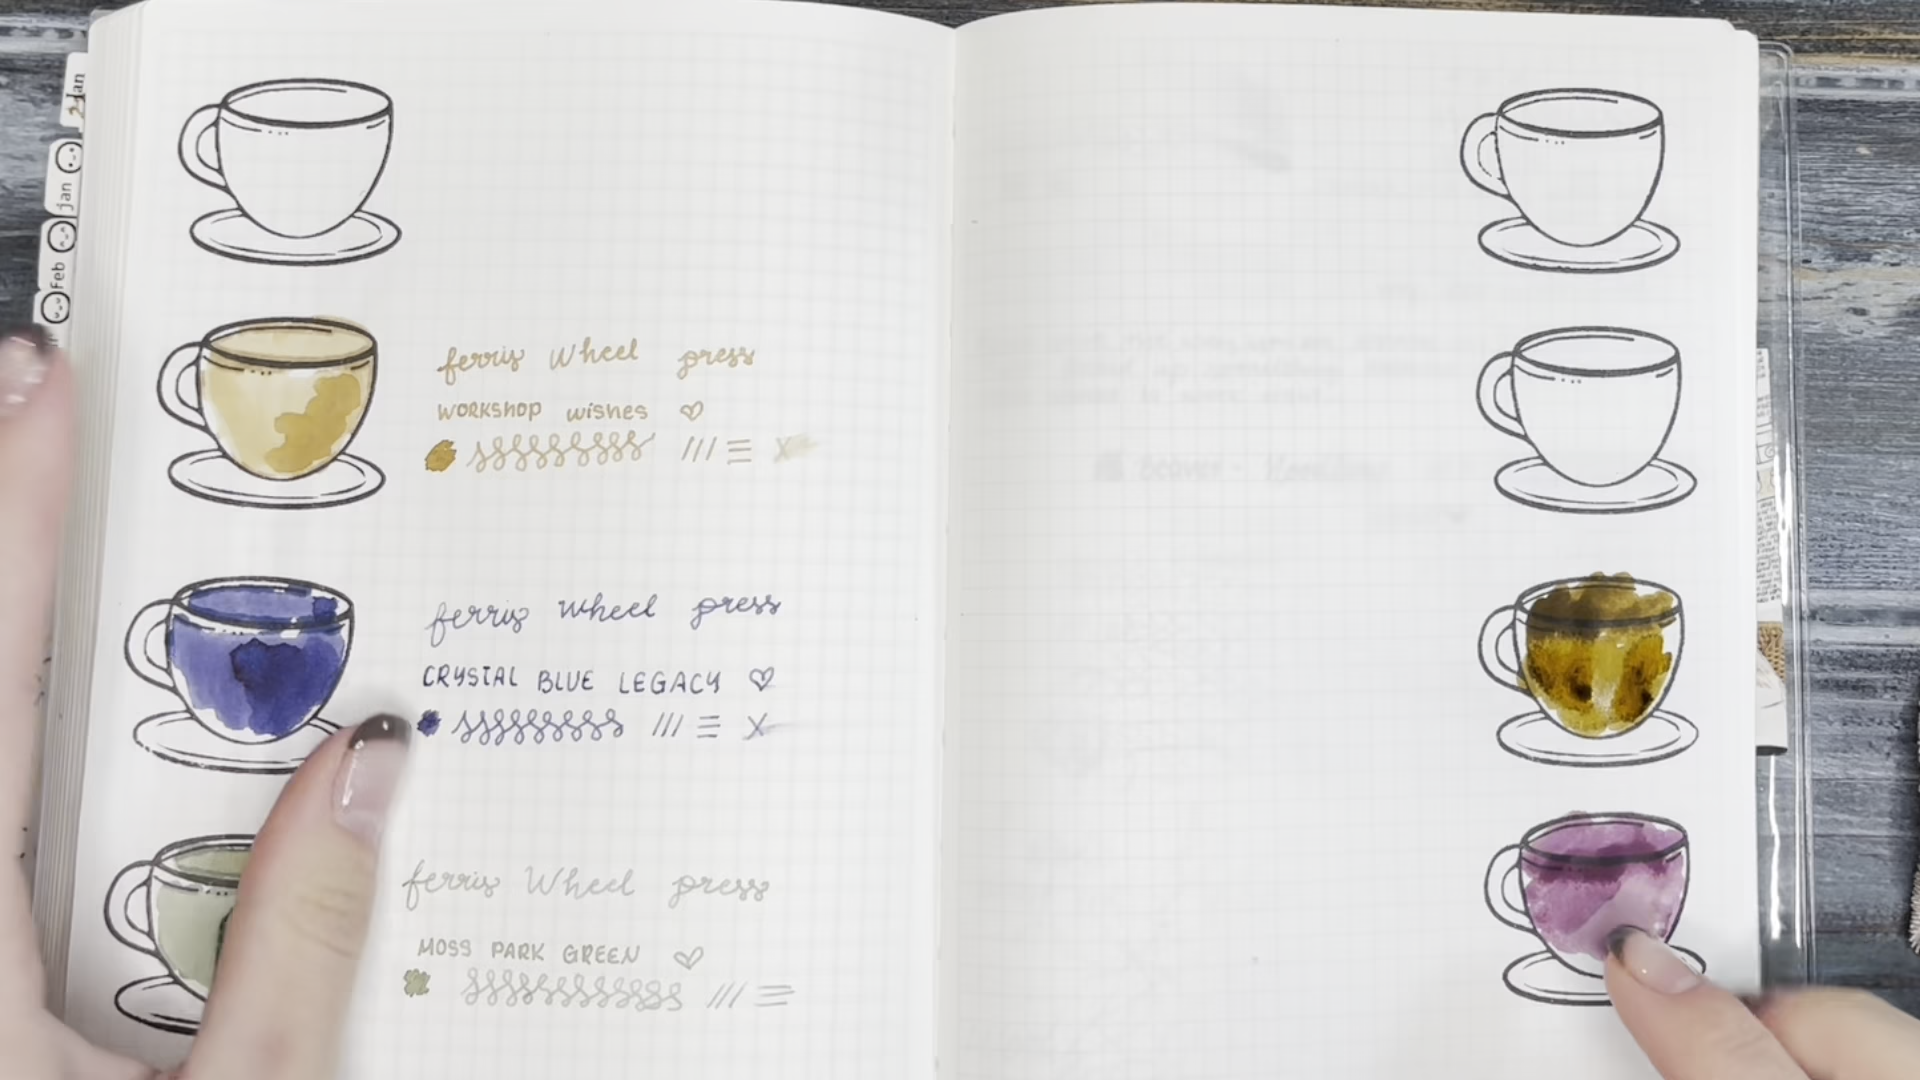 2 Jan
jan
Feb
ferris Wheel press
WORKSHOP wishes
X
ferris wheel press
CRYSTAL BLUE LEGACY
X
ferris Wheel press
MOSS PARK GREEN